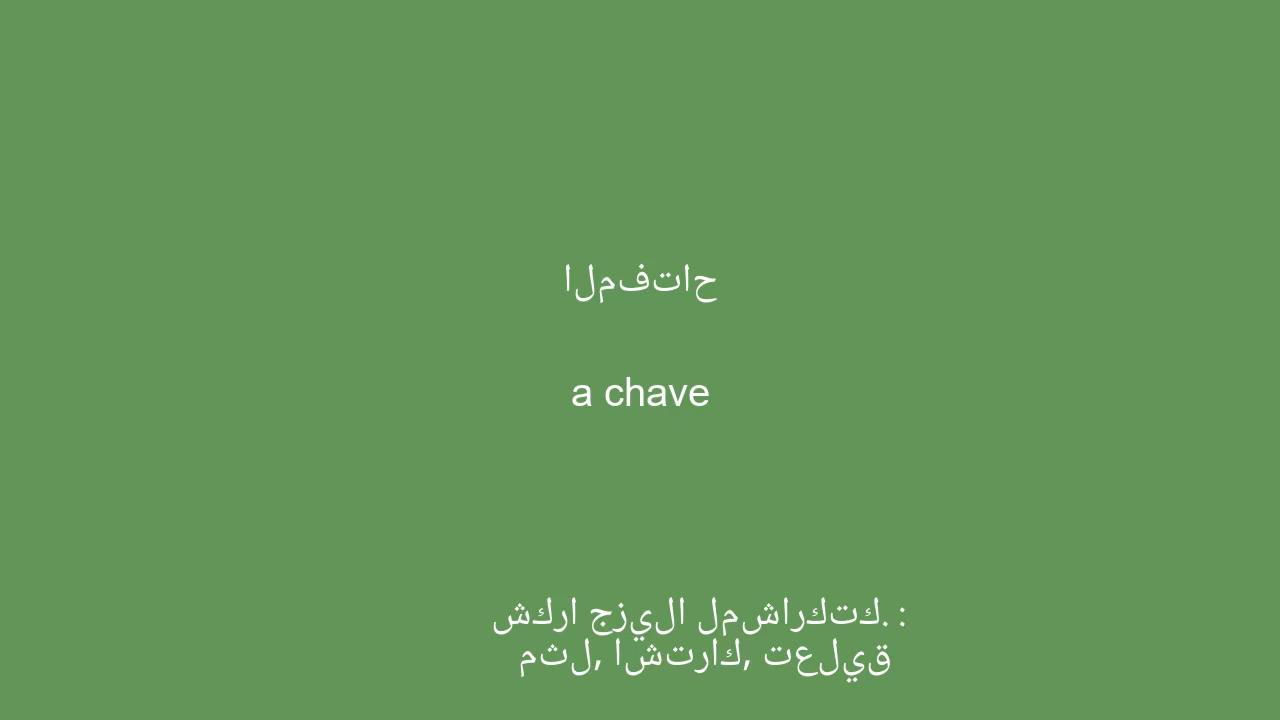 المفتاح
a chave
شكرا جزيلا لمشاركتك. :
مثل, اشتراك, تعليق